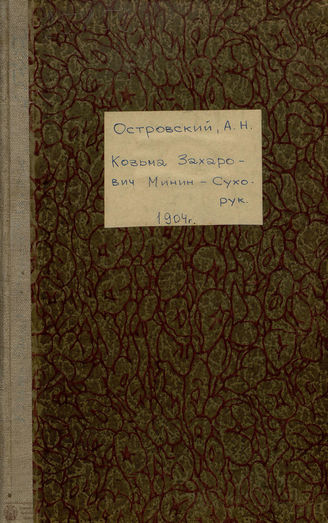 Островский, А.Н.
Козьма Захаро-
вич Минин-Сухо-
рук.
1904г.